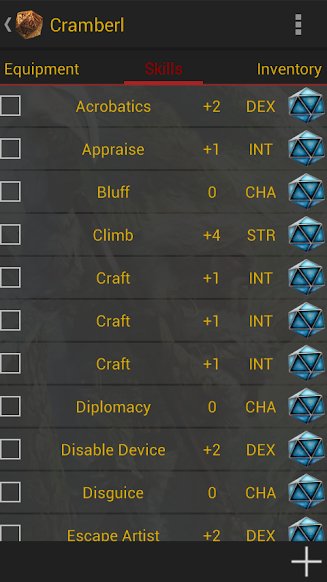 Cramberl
Equipment Skills Inventory
Acrobatics +2 DEX
Appraise +1 INT
Bluff 0 CHA
Climb +4 STR
Craft +1 INT
Craft +1 INT
Craft +1 INT
Diplomacy 0 CHA
Disable Device +2 DEX
Disguice 0 CHA
Escape Artist +2 DEX